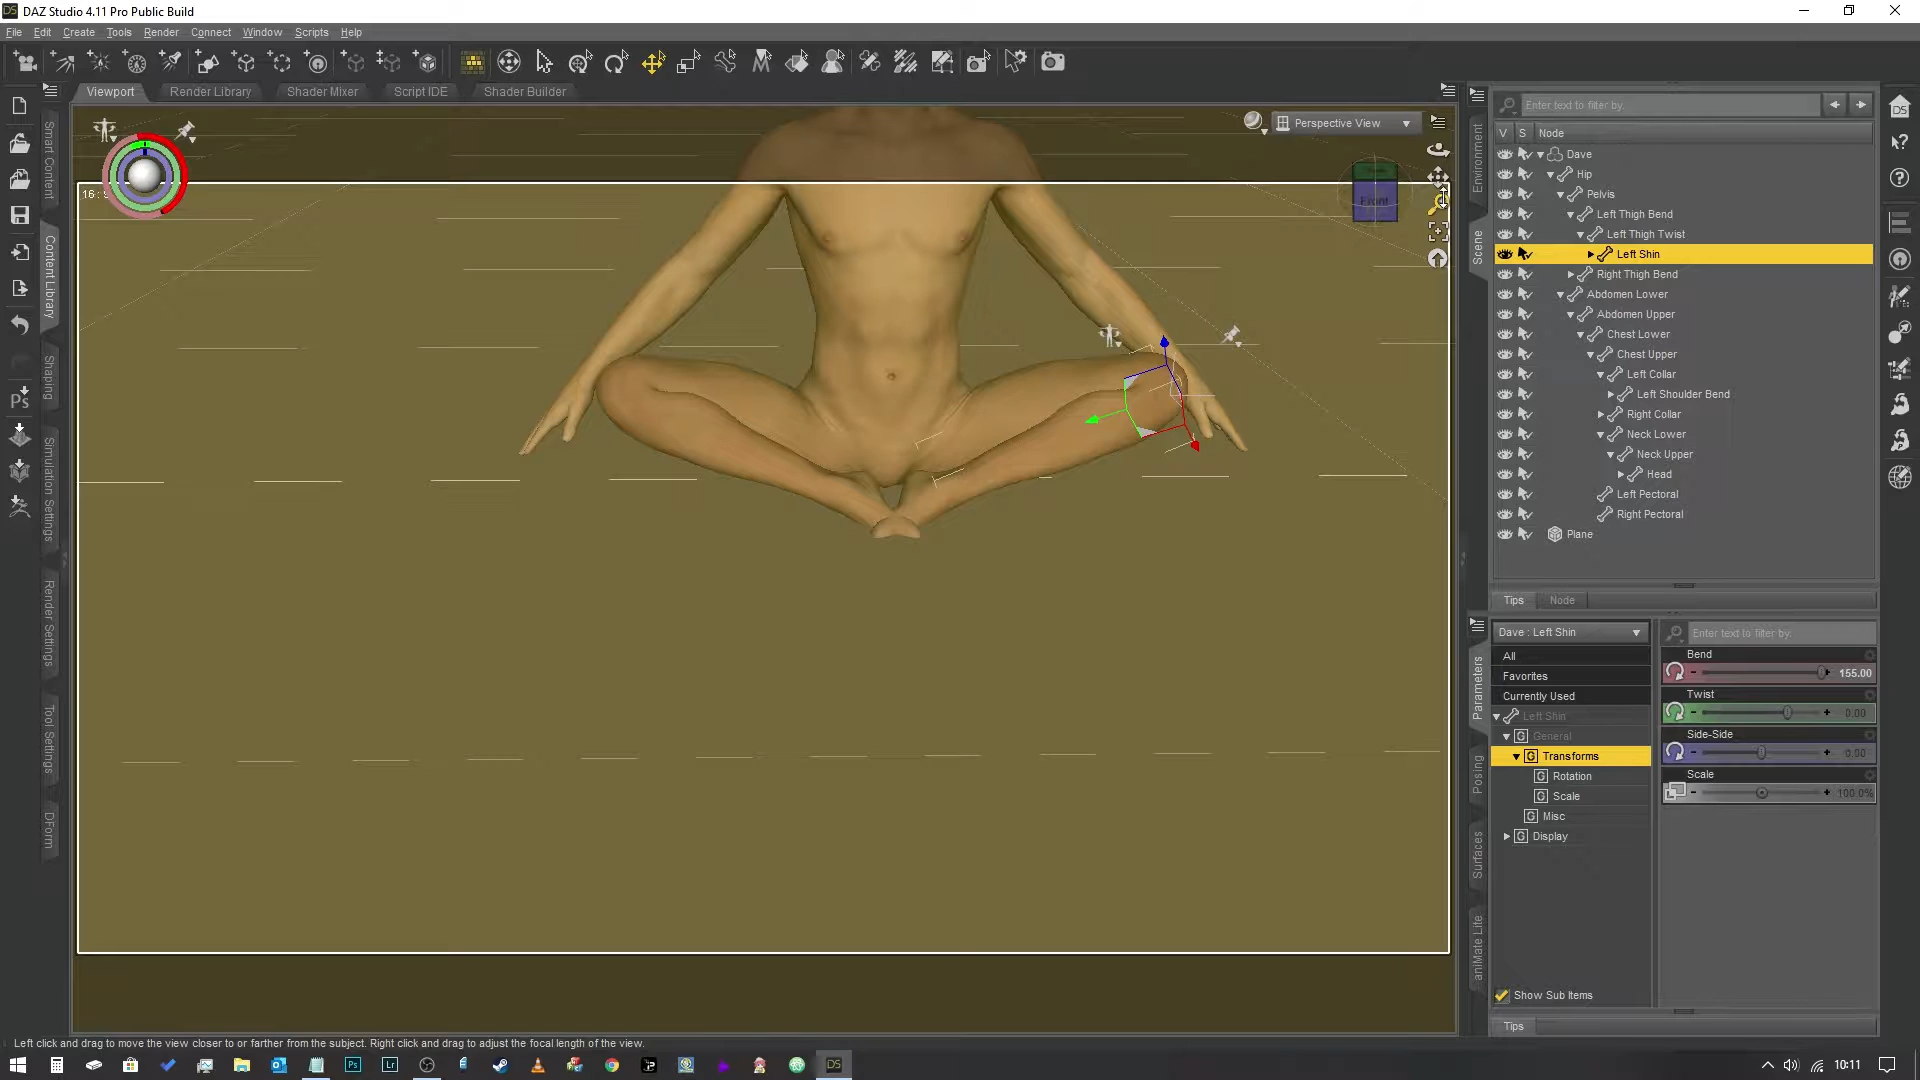 DAZ Studio 4.11 Pro Public Build
File Edit Create Tools Render Connect Window Scripts Help
Viewport Render Library Shader Mixer Script IDE Shader Builder
Perspective View
Front
Smart Content
Content Library
Shaping
Simulation Settings
Render Settings
Tool Settings
DForm
Environment
Scene
Enter text to filter by.
V S Node
Dave
Hip
Pelvis
Left Thigh Bend
Left Thigh Twist
Left Shin
Right Thigh Bend
Abdomen Lower
Abdomen Upper
Chest Lower
Chest Upper
Left Collar
Left Shoulder Bend
Right Collar
Neck Lower
Neck Upper
Head
Left Pectoral
Right Pectoral
Plane
Tips Node
Parameters
Posing
Surfaces
aniMate Lite
Dave : Left Shin
Enter text to filter by.
All
Favorites
Currently Used
Left Shin
General
Transforms
Rotation
Scale
Misc
Display
Bend
155.00
Twist
0.00
Side-Side
0.00
Scale
100.0%
Show Sub Items
Tips
Left click and drag to move the view closer to or farther from the subject. Right click and drag to adjust the focal length of the view.
10:11